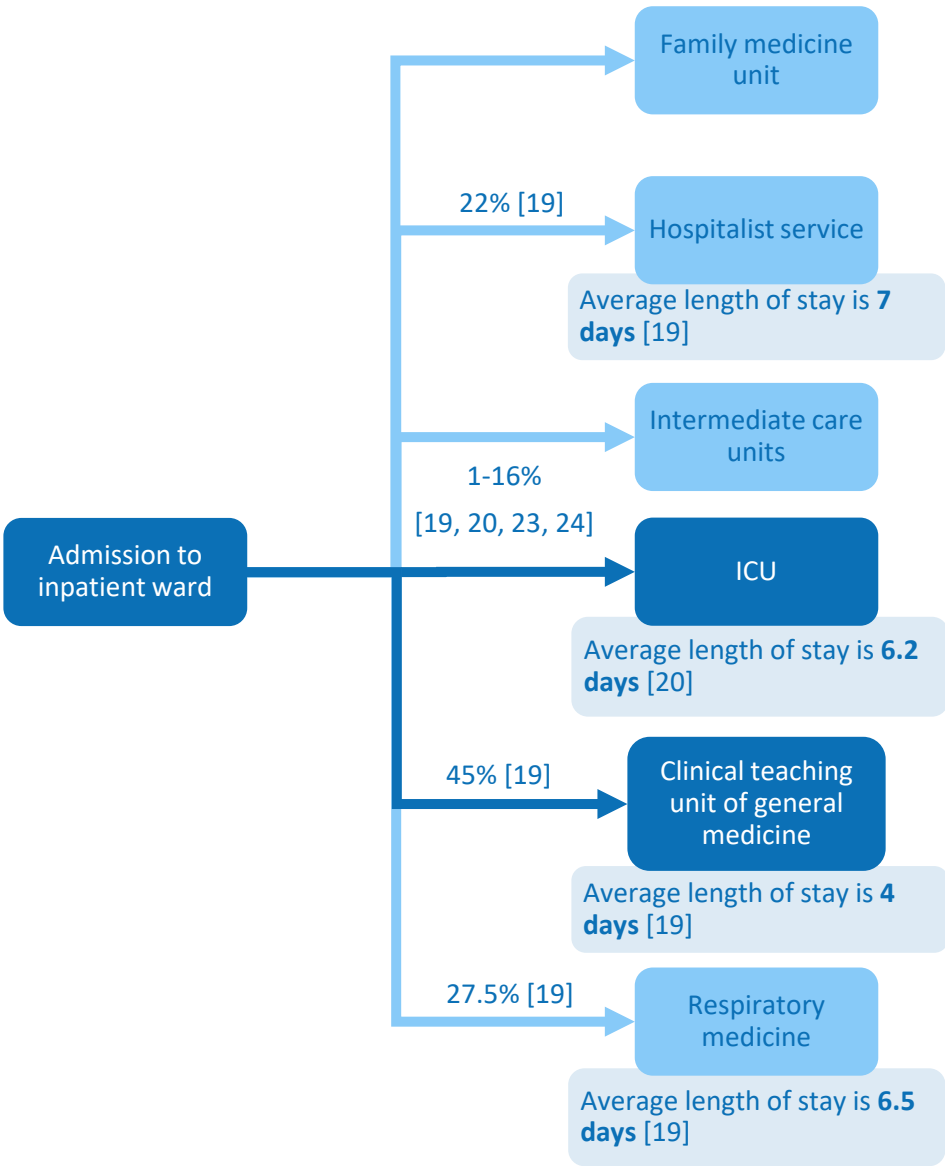 Family medicine
unit
22% [19]
Hospitalist service
Average length of stay is 7
days [19]
Intermediate care
units
1-16%
[19, 20, 23, 24]
Admission to
inpatient ward
ICU
Average length of stay is 6.2
days [20]
45% [19]
Clinical teaching
unit of general
medicine
Average length of stay is 4
days [19]
27.5% [19]
Respiratory
medicine
Average length of stay is 6.5
days [19]